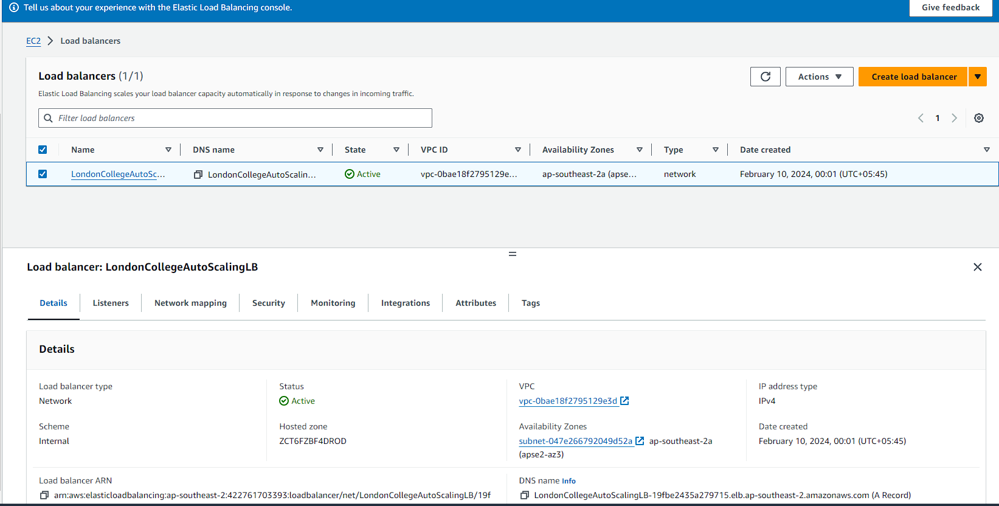 Tell us about your experience with the Elastic Load Balancing console.
Give feedback
EC2 Load balancers
Load balancers (1/1)
Actions
Create load balancer
Elastic Load Balancing scales your load balancer capacity automatically in response to changes in incoming traffic.
Filter load balancers
1
Name DNS name State VPC ID Availability Zones Type Date created
LondonCollegeAutoSc... LondonCollegeAutoScalin... Active vpc-0bae18f2795129e... ap-southeast-2a (apse... network February 10, 2024, 00:01 (UTC+05:45)
Load balancer: LondonCollegeAutoScalingLB
Details Listeners Network mapping Security Monitoring Integrations Attributes Tags
Details
Load balancer type
Network
Status
Active
VPC
vpc-0bae18f2795129e3d
IP address type
IPv4
Scheme
Internal
Hosted zone
ZCT6FZBF4DROD
Availability Zones
subnet-047e266792049d52a ap-southeast-2a
(apse2-az3)
Date created
February 10, 2024, 00:01 (UTC+05:45)
Load balancer ARN
arn:aws:elasticloadbalancing:ap-southeast-2:422761703393:loadbalancer/net/LondonCollegeAutoScalingLB/19f
DNS name Info
LondonCollegeAutoScalingLB-19fbe2435a279715.elb.ap-southeast-2.amazonaws.com (A Record)